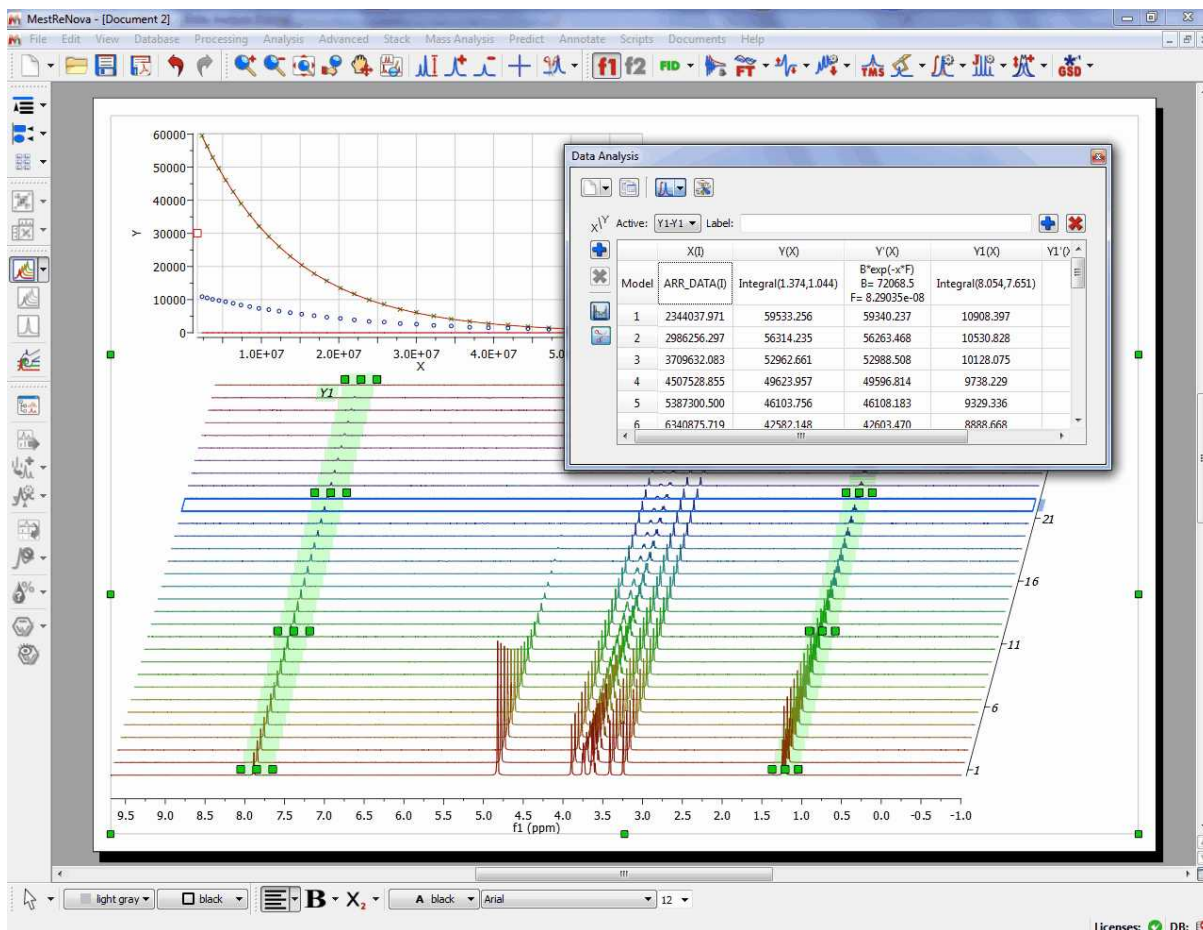 MestReNova - [Document 2]
File Edit View Database Processing Analysis Advanced Stack Mass Analysis Predict Annotate Scripts Documents Help
f1 f2 FID FT TMS GSD
60000
50000
40000
Y 30000
20000
10000
0
1.0E+07 2.0E+07 3.0E+07 4.0E+07
X
Data Analysis
X Y Active: Y1-Y1 Label:
X(I) Y(X) Y'(X) Y1(X)
Model ARR_DATA(I) Integral(1.374,1.044) B*exp(-x*F) Integral(8.054,7.651)
B= 72068.5
F= 8.29035e-08
1 2344037.971 59533.256 59340.237 10908.397
2 2986256.297 56314.235 56263.468 10530.828
3 3709632.083 52962.661 52988.508 10128.075
4 4507528.855 49623.957 49596.814 9738.229
5 5387300.500 46103.756 46108.183 9329.336
6 6340875.719 42582.148 42603.470 8888.668
Y1
21
16
11
6
1
9.5 9.0 8.5 8.0 7.5 7.0 6.5 6.0 5.5 5.0 4.5 4.0 3.5 3.0 2.5 2.0 1.5 1.0 0.5 0.0 -0.5 -1.0
f1 (ppm)
light gray black B X2 A black Arial 12
Licenses: DB: